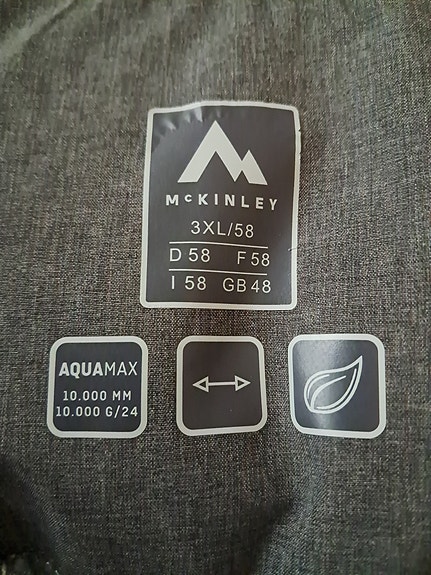 McKINLEY
3XL/58
D 58 F 58
I 58 GB 48
AQUAMAX
10.000 MM
10.000 G/24